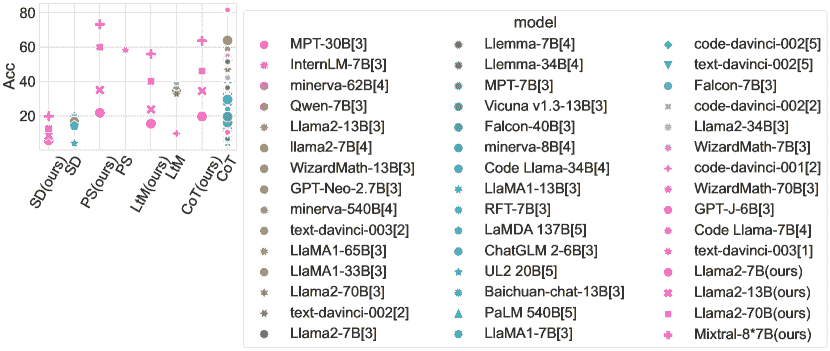 model
80
60
40
20
Acc
SD(ours)
SD
PS(ours)
PS
LtM(ours)
LtM
CoT(ours)
CoT
MPT-30B[3]
InternLM-7B[3]
minerva-62B[4]
Qwen-7B[3]
Llama2-13B[3]
llama2-7B[4]
WizardMath-13B[3]
GPT-Neo-2.7B[3]
minerva-540B[4]
text-davinci-003[2]
LlaMA1-65B[3]
LlaMA1-33B[3]
Llama2-70B[3]
text-davinci-002[2]
Llama2-7B[3]
Llemma-7B[4]
Llemma-34B[4]
MPT-7B[3]
Vicuna v1.3-13B[3]
Falcon-40B[3]
minerva-8B[4]
Code Llama-34B[4]
LlaMA1-13B[3]
RFT-7B[3]
LaMDA 137B[5]
ChatGLM 2-6B[3]
UL2 20B[5]
Baichuan-chat-13B[3]
PaLM 540B[5]
LlaMA1-7B[3]
code-davinci-002[5]
text-davinci-002[5]
Falcon-7B[3]
code-davinci-002[2]
Llama2-34B[3]
WizardMath-7B[3]
code-davinci-001[2]
WizardMath-70B[3]
GPT-J-6B[3]
Code Llama-7B[4]
text-davinci-003[1]
Llama2-7B(ours)
Llama2-13B(ours)
Llama2-70B(ours)
Mixtral-8*7B(ours)